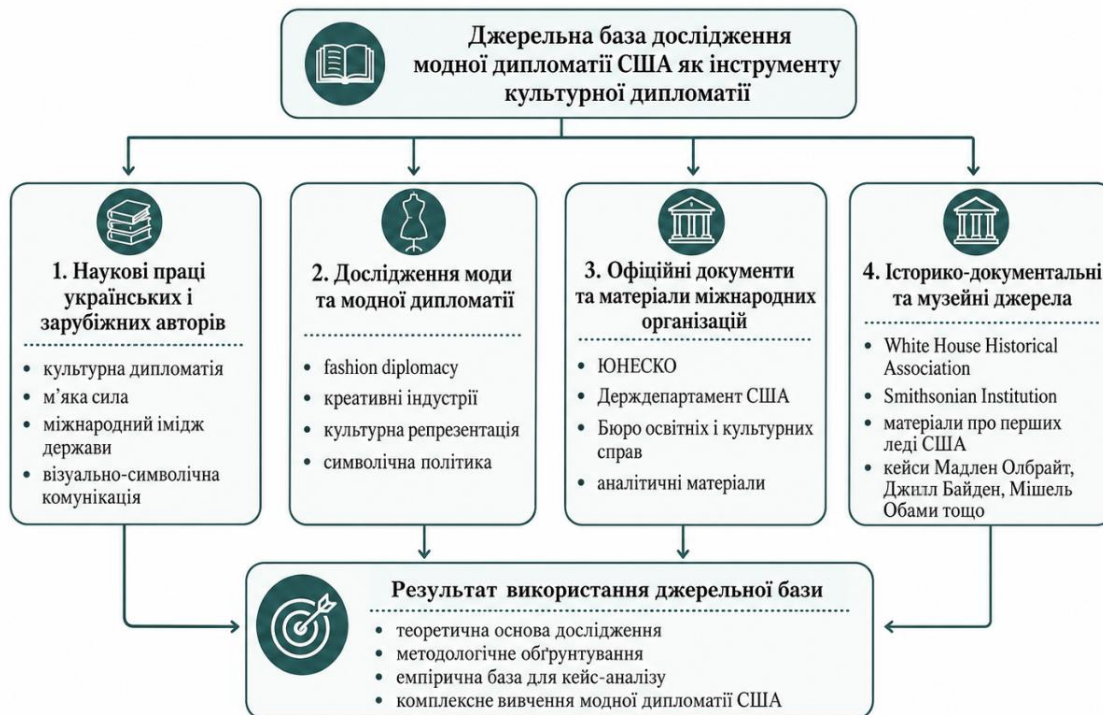 Джерельна база дослідження
модної дипломатії США як інструменту
культурної дипломатії
1. Наукові праці
українських і
зарубіжних авторів
• культурна дипломатія
• м’яка сила
• міжнародний імідж
держави
• візуально-символічна
комунікація
2. Дослідження моди
та модної дипломатії
• fashion diplomacy
• креативні індустрії
• культурна репрезентація
• символічна політика
3. Офіційні документи
та матеріали міжнародних
організацій
• ЮНЕСКО
• Держдепартамент США
• Бюро освітніх і культурних
справ
• аналітичні матеріали
4. Історико-документальні
та музейні джерела
• White House Historical
Association
• Smithsonian Institution
• матеріали про перших
леді США
• кейси Мадлен Олбрайт,
Джилл Байден, Мішель
Обами тощо
Результат використання джерельної бази
• теоретична основа дослідження
• методологічне обґрунтування
• емпірична база для кейс-аналізу
• комплексне вивчення модної дипломатії США